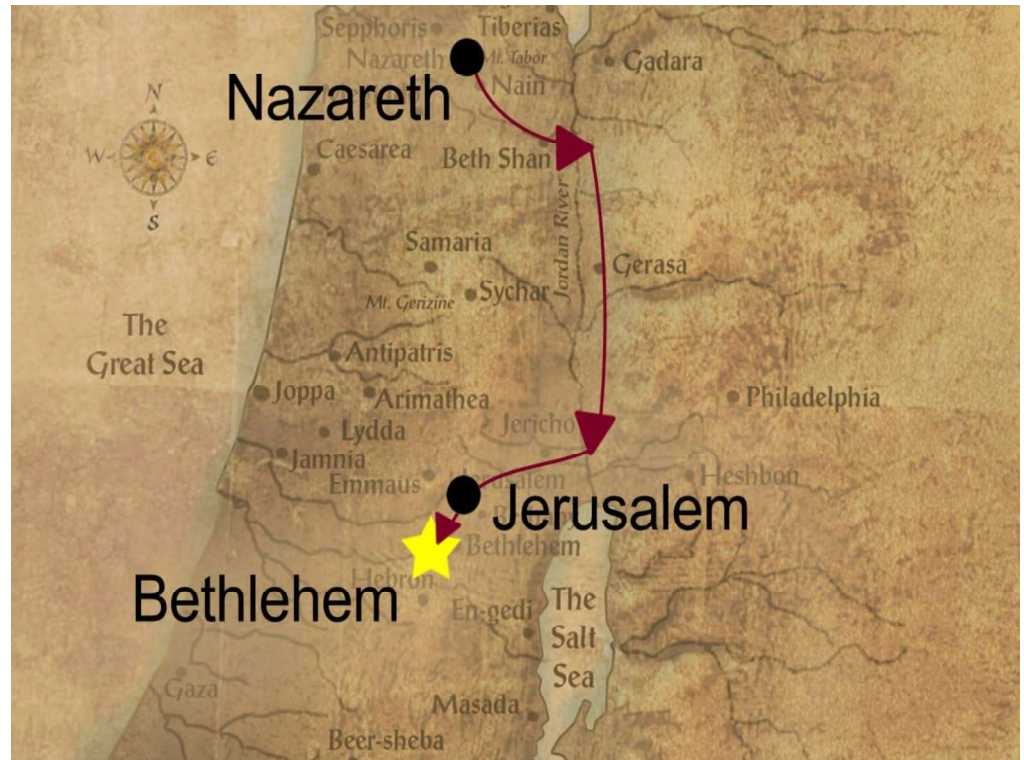 Sepphoris
Tiberias
Nazareth
Mt. Tabor
Gadara
Nain
Nazareth
N
W
E
S
Caesarea
Beth Shan
Jordan River
Samaria
Gerasa
Mt. Gerizine
Sychar
The
Great Sea
Antipatris
Joppa
Arimathea
Philadelphia
Lydda
Jericho
Jamnia
Emmaus
Jerusalem
Heshbon
Jerusalem
Bethlehem
Hebron
Bethlehem
En-gedi
The
Salt
Sea
Gaza
Masada
Beer-sheba